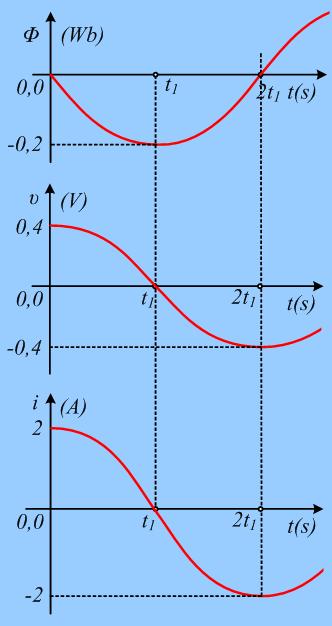 Φ (Wb)
0,0
t1
2t1 t(s)
-0,2
υ (V)
0,4
0,0
t1
2t1
t(s)
-0,4
i (A)
2
0,0
t1
2t1
t(s)
-2